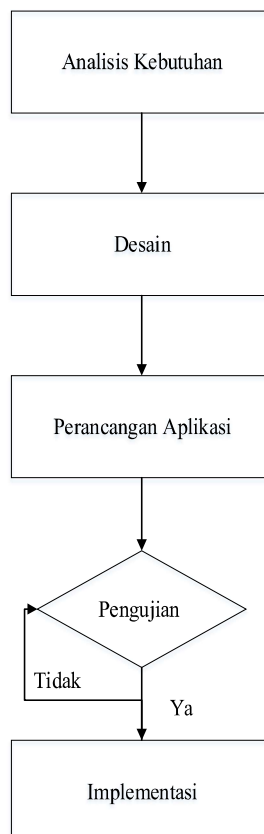 Analisis Kebutuhan
Desain
Perancangan Aplikasi
Pengujian
Tidak
Ya
Implementasi